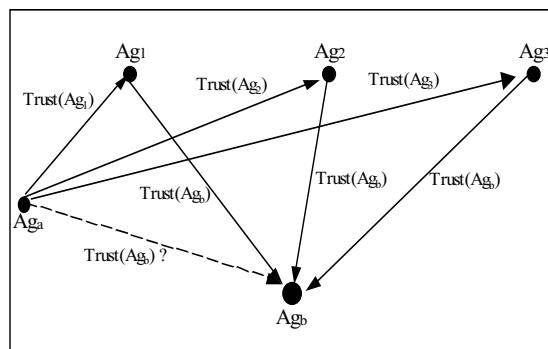 Ag1
Ag2
Ag3
Trust(Ag1)
Trust(Ag2)
Trust(Ag3)
Trust(Agb)
Trust(Agb)
Trust(Agb)
Aga
Trust(Agb) ?
Agb